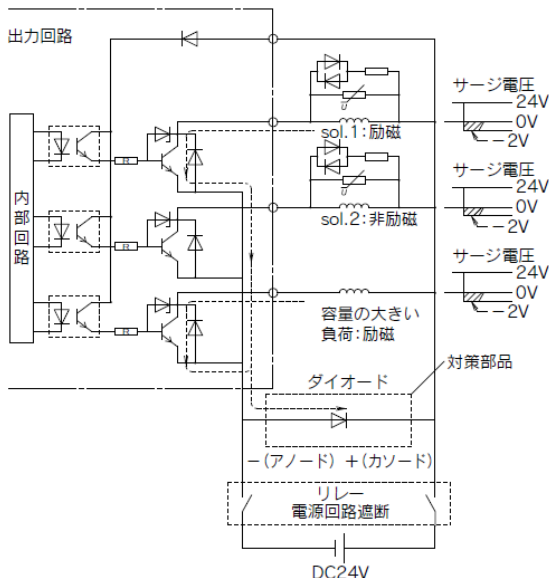 出力回路
内部回路
R
R
R
サージ電圧
24V
0V
-2V
sol.1:励磁
サージ電圧
24V
0V
-2V
sol.2:非励磁
サージ電圧
24V
0V
-2V
容量の大きい
負荷:励磁
対策部品
ダイオード
-(アノード) +(カソード)
リレー
電源回路遮断
DC24V